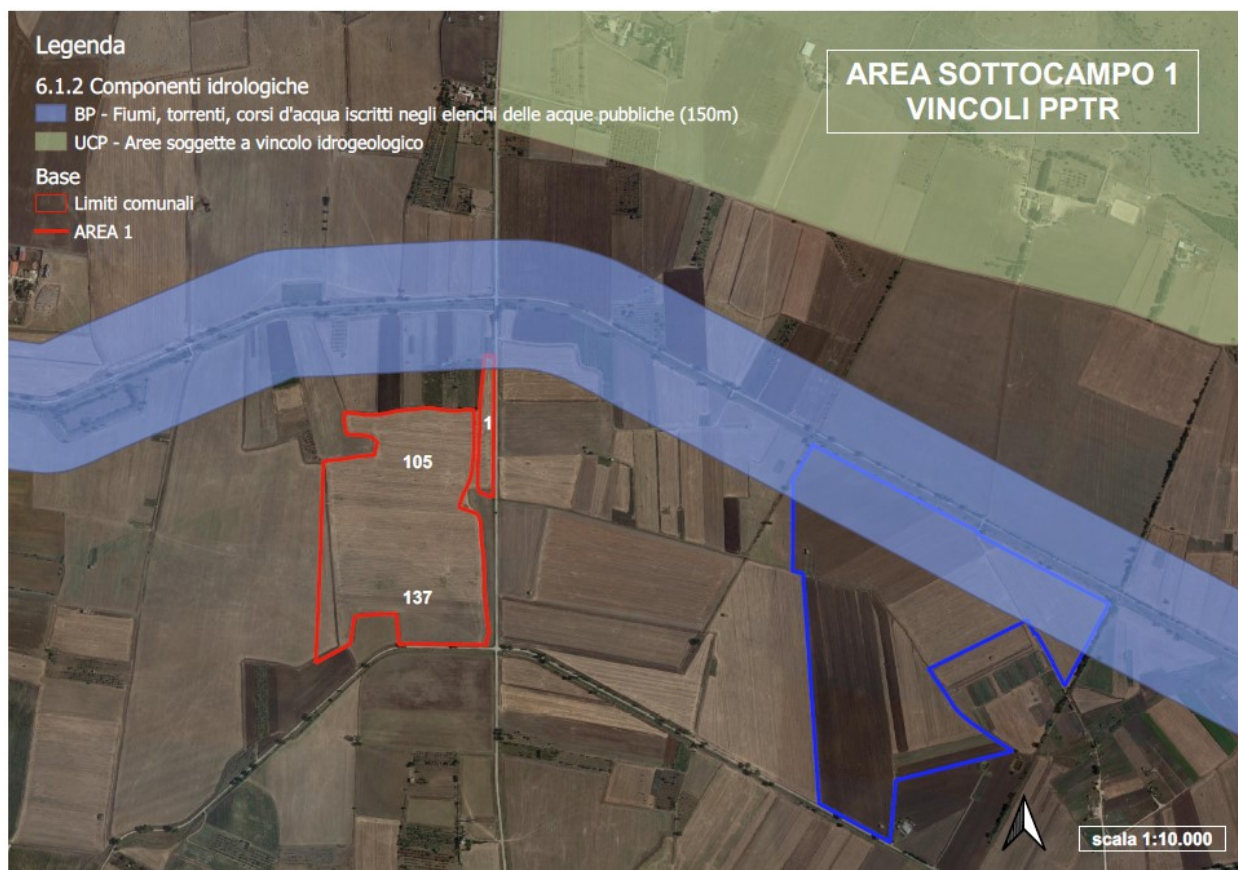 Legenda
6.1.2 Componenti idrologiche
BP - Fiumi, torrenti, corsi d'acqua iscritti negli elenchi delle acque pubbliche (150m)
UCP - Aree soggette a vincolo idrogeologico
Base
Limiti comunali
AREA 1
AREA SOTTOCAMPO 1
VINCOLI PPTR
1
105
137
scala 1:10.000